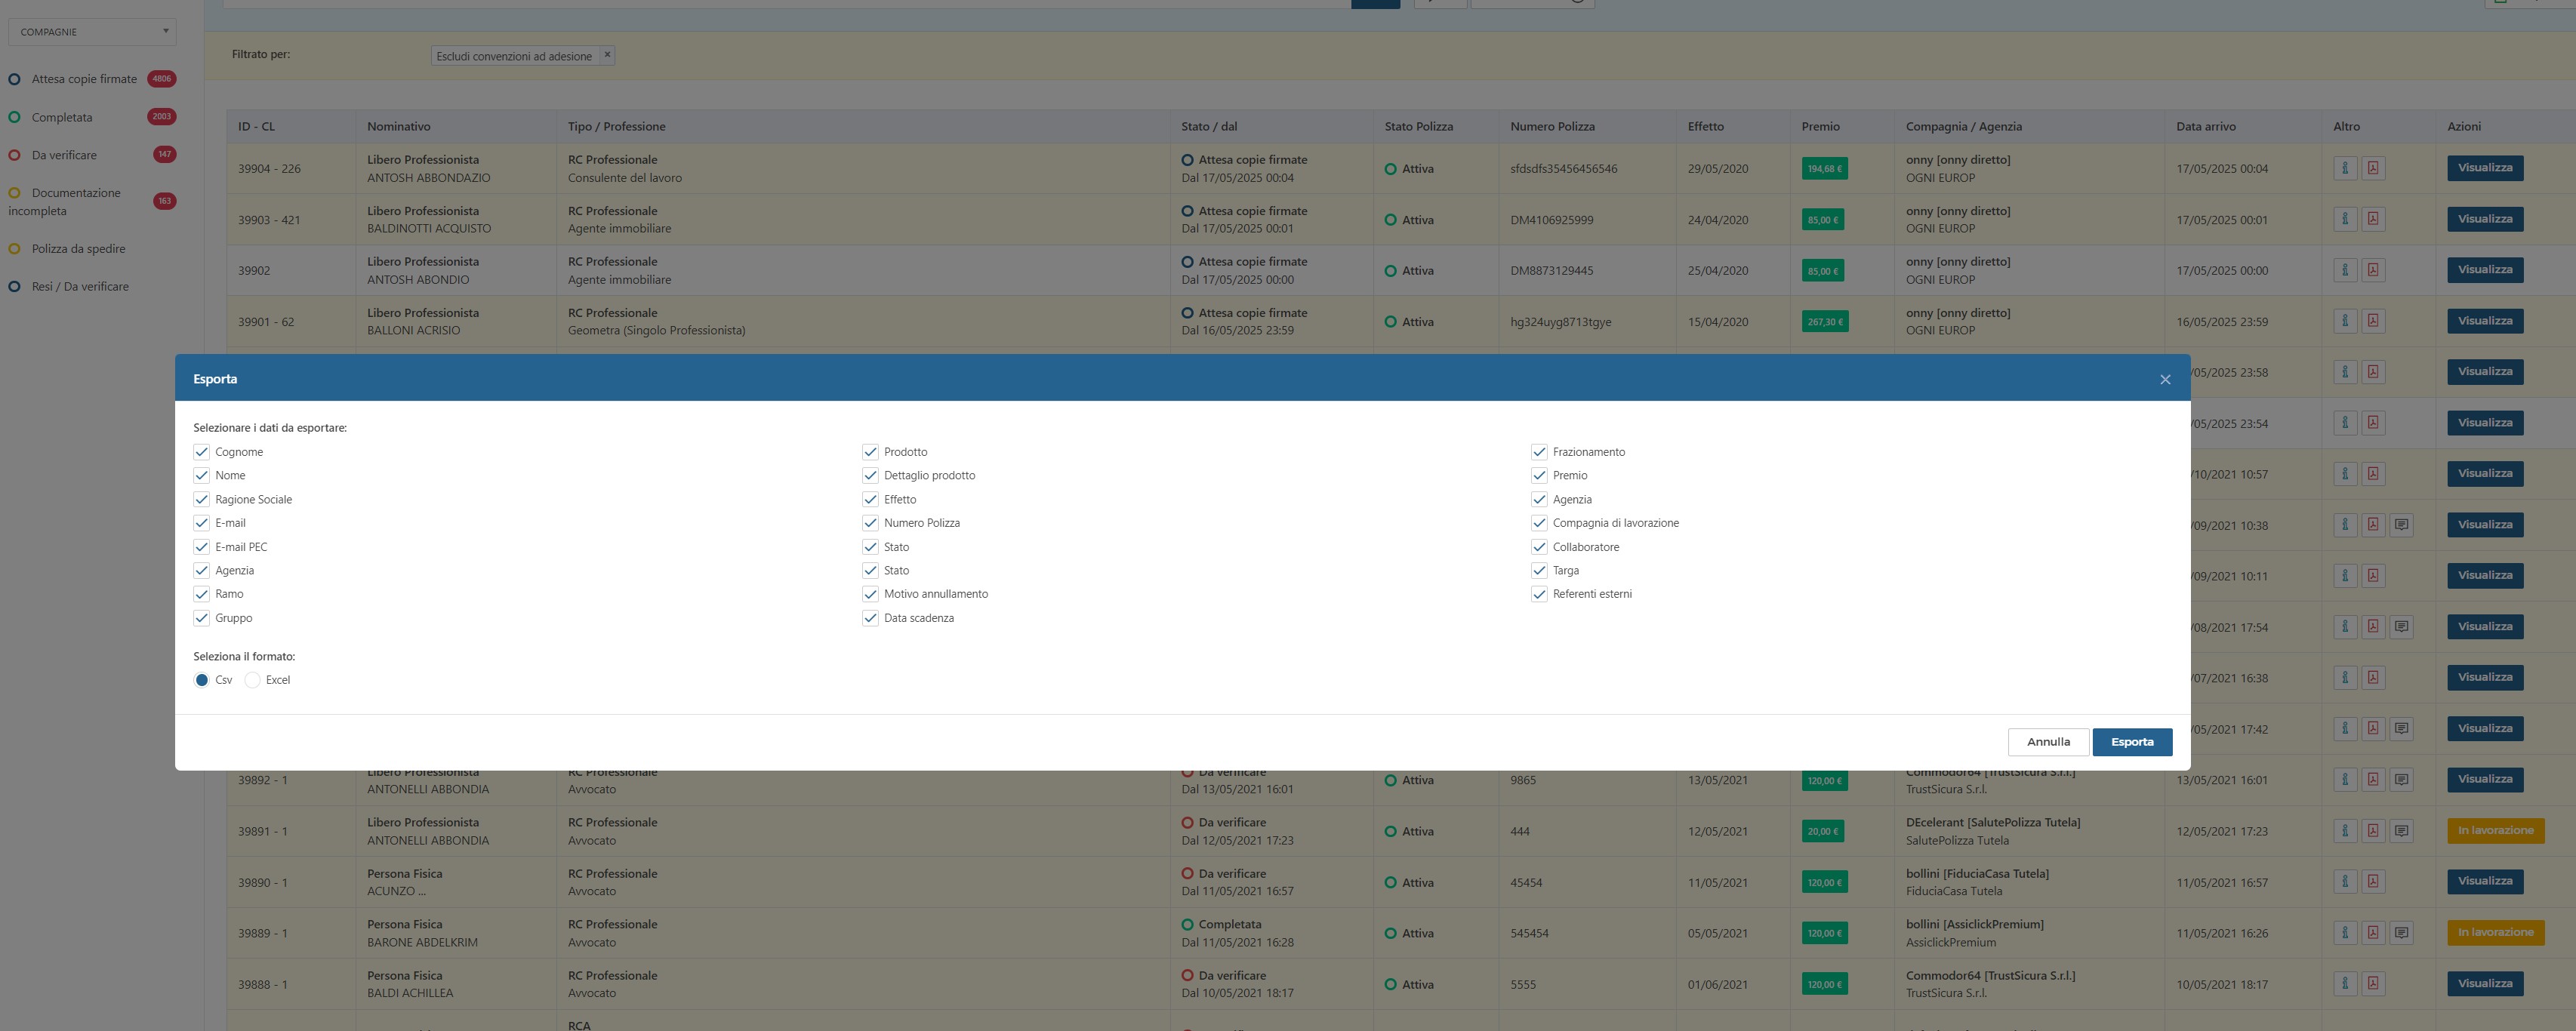 COMPAGNIE
Attesa copie firmate 4806
Completata 2003
Da verificare 147
Documentazione
incompleta 163
Polizza da spedire
Resi / Da verificare
Filtrato per: Escludi convenzioni ad adesione ×
ID - CL Nominativo Tipo / Professione Stato / dal Stato Polizza Numero Polizza Effetto Premio Compagnia / Agenzia Data arrivo Altro Azioni
39904 - 226 Libero Professionista RC Professionale Attesa copie firmate Attiva sfdsdfs35456456546 29/05/2020 194,68 € onny [onny diretto] 17/05/2025 00:04 Visualizza
ANTOSH ABBONDAZIO Consulente del lavoro Dal 17/05/2025 00:04 OGNI EUROP
39903 - 421 Libero Professionista RC Professionale Attesa copie firmate Attiva DM4106925999 24/04/2020 85,00 € onny [onny diretto] 17/05/2025 00:01 Visualizza
BALDINOTTI ACQUISTO Agente immobiliare Dal 17/05/2025 00:01 OGNI EUROP
39902 Libero Professionista RC Professionale Attesa copie firmate Attiva DM8873129445 25/04/2020 85,00 € onny [onny diretto] 17/05/2025 00:00 Visualizza
ANTOSH ABONDIO Agente immobiliare Dal 17/05/2025 00:00 OGNI EUROP
39901 - 62 Libero Professionista RC Professionale Attesa copie firmate Attiva hg324uyg8713tgye 15/04/2020 267,30 € onny [onny diretto] 16/05/2025 23:59 Visualizza
BALLONI ACRISIO Geometra (Singolo Professionista) Dal 16/05/2025 23:59 OGNI EUROP
/05/2025 23:58 Visualizza
/05/2025 23:54 Visualizza
/10/2021 10:57 Visualizza
/09/2021 10:38 Visualizza
/09/2021 10:11 Visualizza
/08/2021 17:54 Visualizza
/07/2021 16:38 Visualizza
/05/2021 17:42 Visualizza
Esporta ×
Selezionare i dati da esportare:
Cognome
Nome
Ragione Sociale
E-mail
E-mail PEC
Agenzia
Ramo
Gruppo
Prodotto
Dettaglio prodotto
Effetto
Numero Polizza
Stato
Stato
Motivo annullamento
Data scadenza
Frazionamento
Premio
Agenzia
Compagnia di lavorazione
Collaboratore
Targa
Referenti esterni
Seleziona il formato:
Csv Excel
Annulla Esporta
39892 - 1 Libero Professionista RC Professionale Da verificare Attiva 9865 13/05/2021 120,00 € Commodor64 [TrustSicura S.r.l.] 13/05/2021 16:01 Visualizza
ANTONELLI ABBONDIA Avvocato Dal 13/05/2021 16:01 TrustSicura S.r.l.
39891 - 1 Libero Professionista RC Professionale Da verificare Attiva 444 12/05/2021 20,00 € DEcelerant [SalutePolizza Tutela] 12/05/2021 17:23 In lavorazione
ANTONELLI ABBONDIA Avvocato Dal 12/05/2021 17:23 SalutePolizza Tutela
39890 - 1 Persona Fisica RC Professionale Da verificare Attiva 45454 11/05/2021 120,00 € bollini [FiduciaCasa Tutela] 11/05/2021 16:57 Visualizza
ACUNZO ... Avvocato Dal 11/05/2021 16:57 FiduciaCasa Tutela
39889 - 1 Persona Fisica RC Professionale Completata Attiva 545454 05/05/2021 120,00 € bollini [AssiclickPremium] 11/05/2021 16:26 In lavorazione
BARONE ABDELKRIM Avvocato Dal 11/05/2021 16:28 AssiclickPremium
39888 - 1 Persona Fisica RC Professionale Da verificare Attiva 5555 01/06/2021 120,00 € Commodor64 [TrustSicura S.r.l.] 10/05/2021 18:17 Visualizza
BALDI ACHILLEA Avvocato Dal 10/05/2021 18:17 TrustSicura S.r.l.
RCA